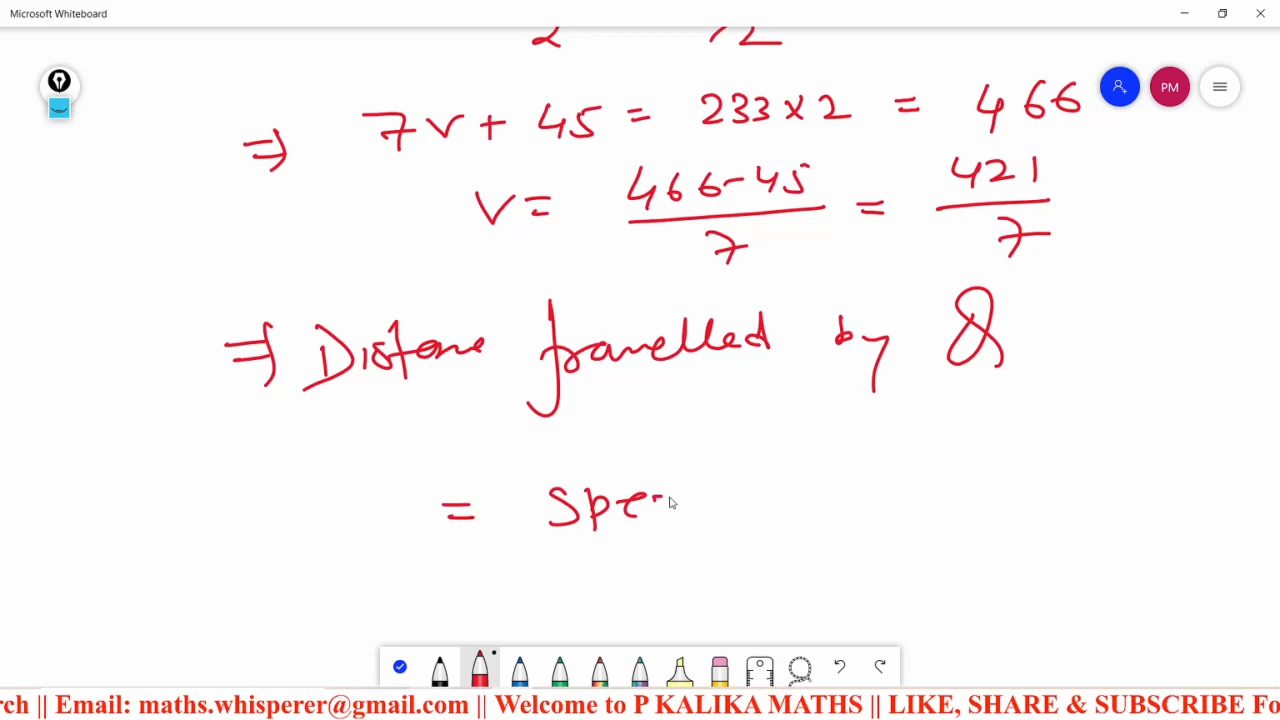 Microsoft Whiteboard
2
PM
⇒ 7v + 45 = 233 x 2 = 466
v = 466-45 / 7 = 421 / 7
⇒ Distance travelled by Q
= Spe
rch || Email: maths.whisperer@gmail.com || Welcome to P KALIKA MATHS || LIKE, SHARE & SUBSCRIBE Fo